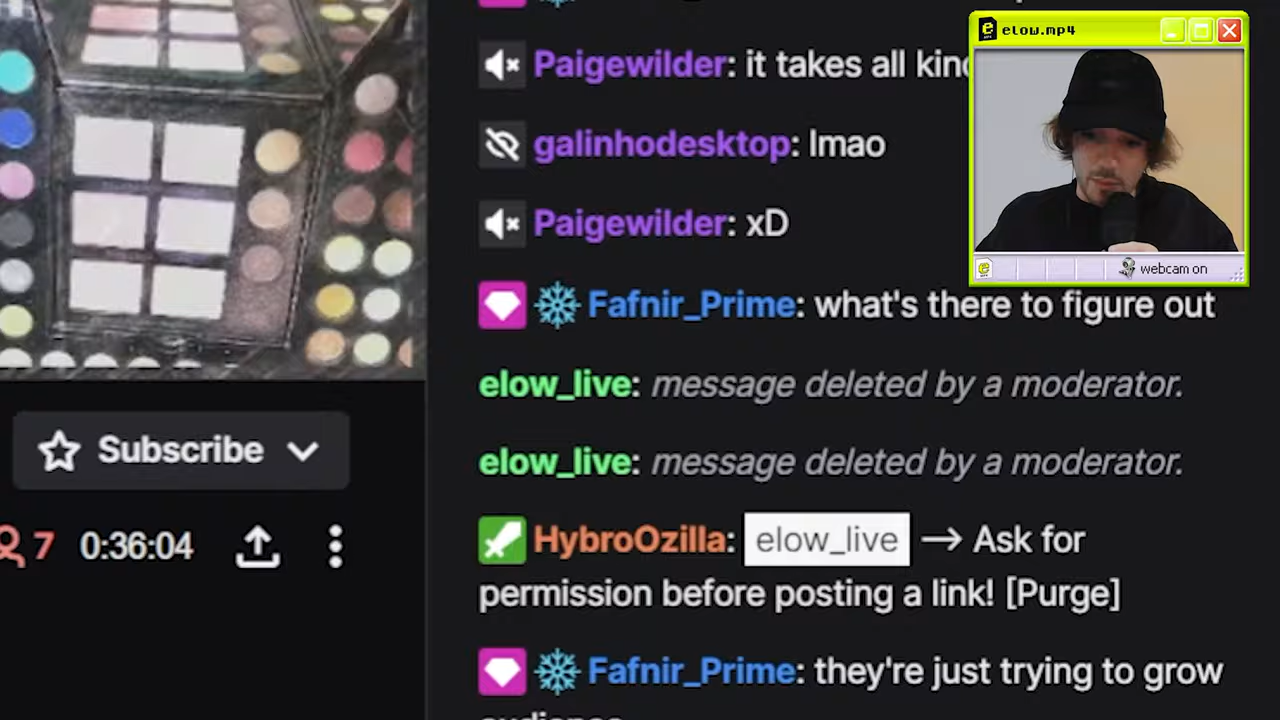 elow.mp4
Paigewilder: it takes all kin
galinhodesktop: lmao
Paigewilder: xD
webcam on
Fafnir_Prime: what's there to figure out
elow_live: message deleted by a moderator.
Subscribe
elow_live: message deleted by a moderator.
7 0:36:04
HybroOzilla: elow_live → Ask for
permission before posting a link! [Purge]
Fafnir_Prime: they're just trying to grow